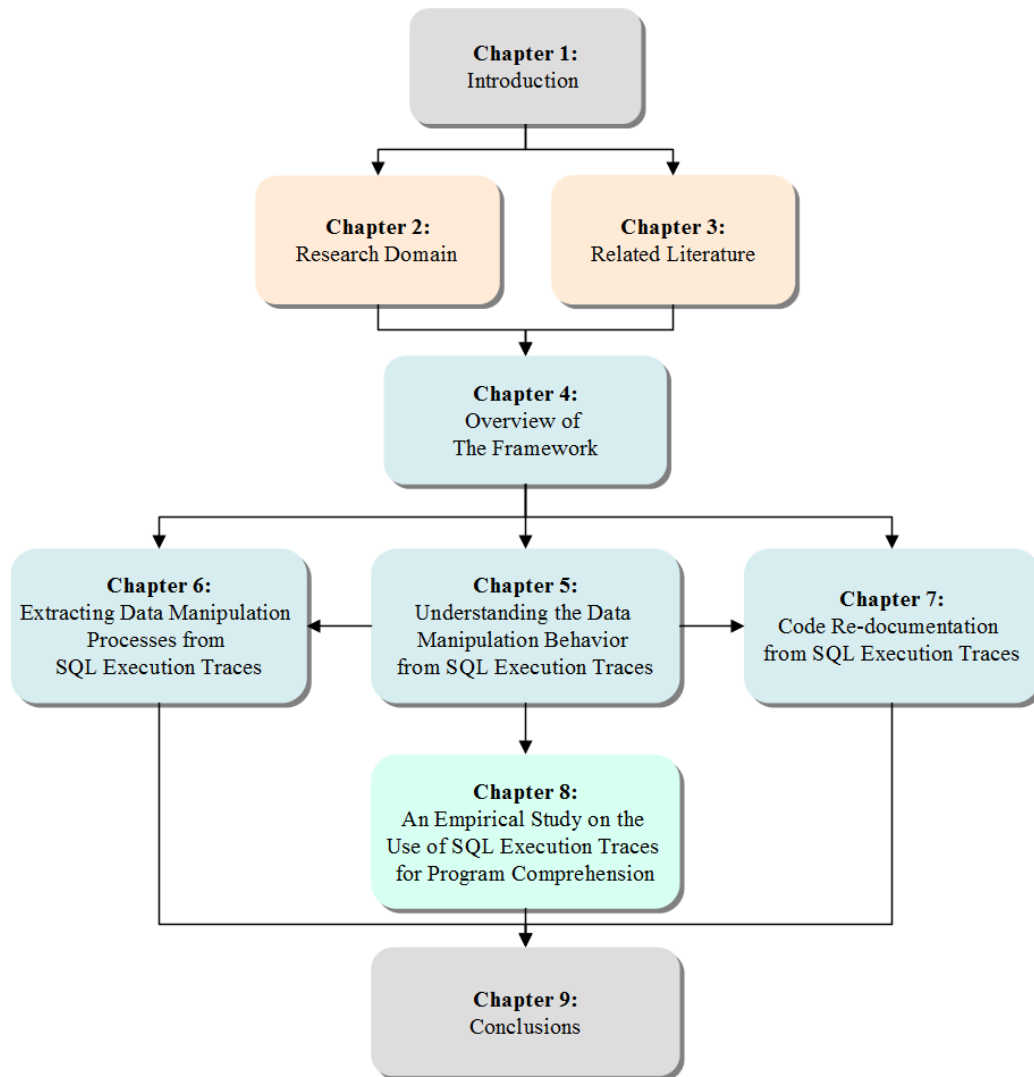 Chapter 1:
Introduction
Chapter 2:
Research Domain
Chapter 3:
Related Literature
Chapter 4:
Overview of
The Framework
Chapter 6:
Extracting Data Manipulation
Processes from
SQL Execution Traces
Chapter 5:
Understanding the Data
Manipulation Behavior
from SQL Execution Traces
Chapter 7:
Code Re-documentation
from SQL Execution Traces
Chapter 8:
An Empirical Study on the
Use of SQL Execution Traces
for Program Comprehension
Chapter 9:
Conclusions